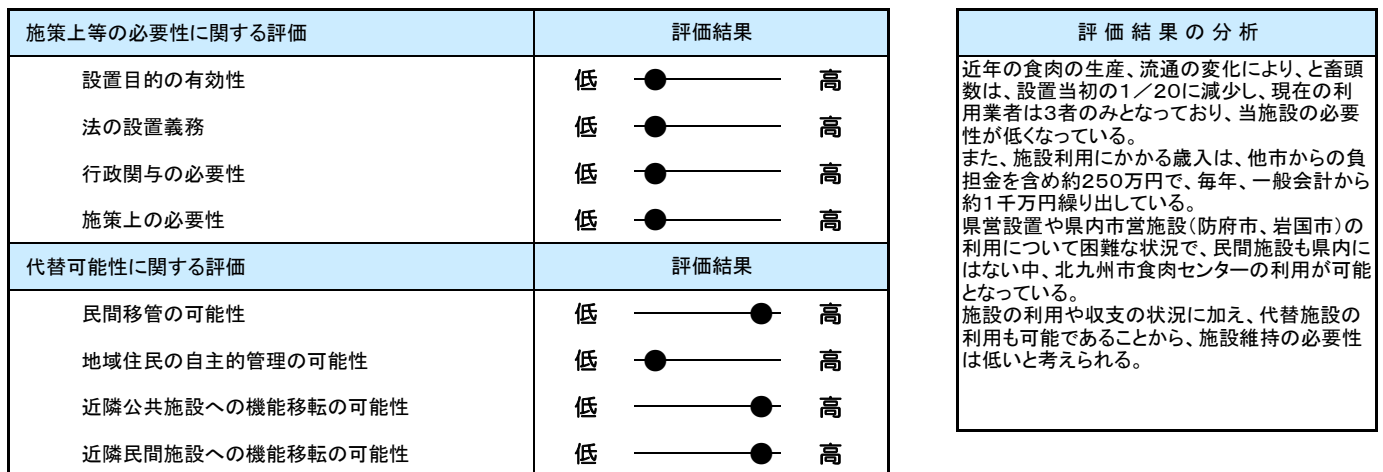 施策上等の必要性に関する評価 評価結果
設置目的の有効性 低 高
法の設置義務 低 高
行政関与の必要性 低 高
施策上の必要性 低 高
代替可能性に関する評価 評価結果
民間移管の可能性 低 高
地域住民の自主的管理の可能性 低 高
近隣公共施設への機能移転の可能性 低 高
近隣民間施設への機能移転の可能性 低 高
評価結果の分析
近年の食肉の生産、流通の変化により、と畜頭
数は、設置当初の1/20に減少し、現在の利
用業者は3者のみとなっており、当施設の必要
性が低くなっている。
また、施設利用にかかる歳入は、他市からの負
担金を含め約250万円で、毎年、一般会計から
約1千万円繰り出している。
県営設置や県内市営施設(防府市、岩国市)の
利用について困難な状況で、民間施設も県内に
はない中、北九州市食肉センターの利用が可能
となっている。
施設の利用や収支の状況に加え、代替施設の
利用も可能であることから、施設維持の必要性
は低いと考えられる。